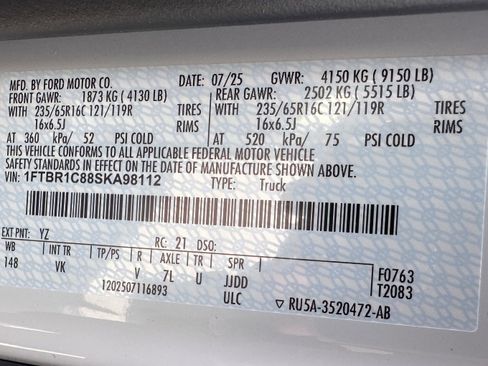 MFD. BY FORD MOTOR CO. DATE: 07/25 GVWR: 4150 KG ( 9150 LB)
FRONT GAWR: 1873 KG ( 4130 LB) REAR GAWR: 2502 KG ( 5515 LB)
WITH 235/65R16C 121/119R TIRES WITH 235/65R16C 121/119R TIRES
16x6.5J RIMS 16x6.5J RIMS
AT 360 kPa/ 52 PSI COLD AT 520 kPa/ 75 PSI COLD
THIS VEHICLE CONFORMS TO ALL APPLICABLE FEDERAL MOTOR VEHICLE
SAFETY STANDARDS IN EFFECT ON THE DATE OF MANUFACTURE SHOWN ABOVE.
VIN: 1FTBR1C88SKA98112 TYPE: Truck
EXT PNT: YZ RC: 21 DSO:
WB INT TR TP/PS R AXLE TR SPR F0763
148 VK V 7L U JJDD T2083
1202507116893 ULC ▽ RU5A-3520472-AB